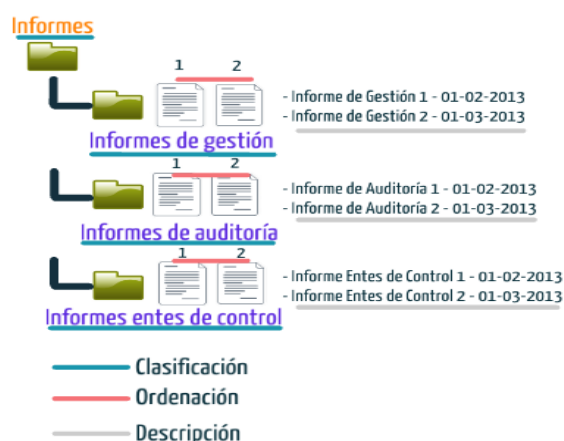 Informes
1 2
- Informe de Gestión 1 - 01-02-2013
- Informe de Gestión 2 - 01-03-2013
Informes de gestión
1 2
- Informe de Auditoría 1 - 01-02-2013
- Informe de Auditoría 2 - 01-03-2013
Informes de auditoría
1 2
- Informe Entes de Control 1 - 01-02-2013
- Informe Entes de Control 2 - 01-03-2013
Informes entes de control
Clasificación
Ordenación
Descripción